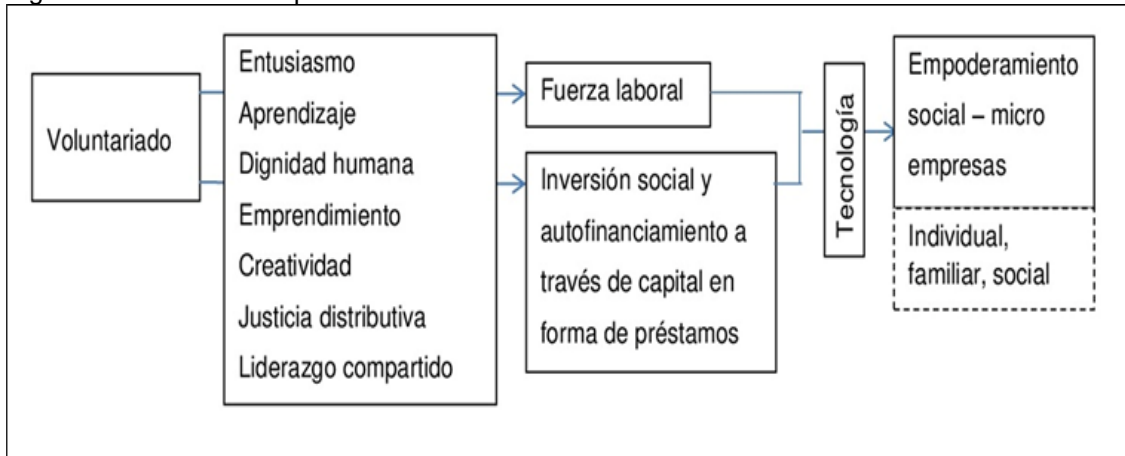 Voluntariado
Entusiasmo
Aprendizaje
Dignidad humana
Emprendimiento
Creatividad
Justicia distributiva
Liderazgo compartido
Fuerza laboral
Inversión social y
autofinanciamiento a
través de capital en
forma de préstamos
Tecnología
Empoderamiento
social – micro
empresas
Individual,
familiar, social